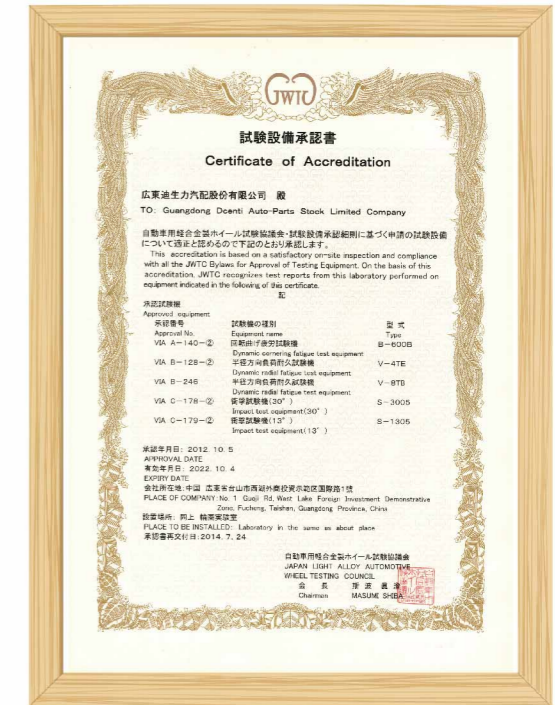 JWTC
試験設備承認書
Certificate of Accreditation
広東迪生力汽配股份有限公司 殿
TO: Guangdong Dcenti Auto-Parts Stock Limited Company
自動車用軽合金製ホイール試験協議会・試験設備承認細則に基づく申請の試験設備
について適正と認めるので下記のとおり承認します。
This accreditation is based on a satisfactory on-site inspection and compliance
with all the JWTC Bylaws for Approval of Testing Equipment. On the basis of this
accreditation, JWTC recognizes test reports from this laboratory performed on
equipment indicated in the following of this certificate.
記
承認試験機
Approved equipment
承認番号 試験機の種別 型式
Approval No. Equipment name Type
VIA A-140-② 回転曲げ疲労試験機 B-600B
Dynamic cornering fatigue test equipment
VIA B-128-② 半径方向負荷耐久試験機 V-4TE
Dynamic radial fatigue test equipment
VIA B-246 半径方向負荷耐久試験機 V-8TB
Dynamic radial fatigue test equipment
VIA C-178-② 衝撃試験機(30°) S-3005
Impact test equipment(30°)
VIA C-179-② 衝撃試験機(13°) S-1305
Impact test equipment(13°)
承認年月日: 2012. 10. 5
APPROVAL DATE
有効年月日: 2022. 10. 4
EXPIRY DATE
会社所在地:中国 広東省台山市西湖外商投資示範区国際路1號
PLACE OF COMPANY: No. 1 Guoji Rd, West Lake Foreign Investment Demonstrative
Zone, Fucheng, Taishan, Guangdong Province, China
設置場所: 同上 輪薬実験室
PLACE TO BE INSTALLED: Laboratory in the same as about place
承認書再交付日:2014. 7. 24
自動車用軽合金製ホイール試験協議会
JAPAN LIGHT ALLOY AUTOMOTIVE
WHEEL TESTING COUNCIL
会 長 斯波
Chairman MASUMI SHIBA